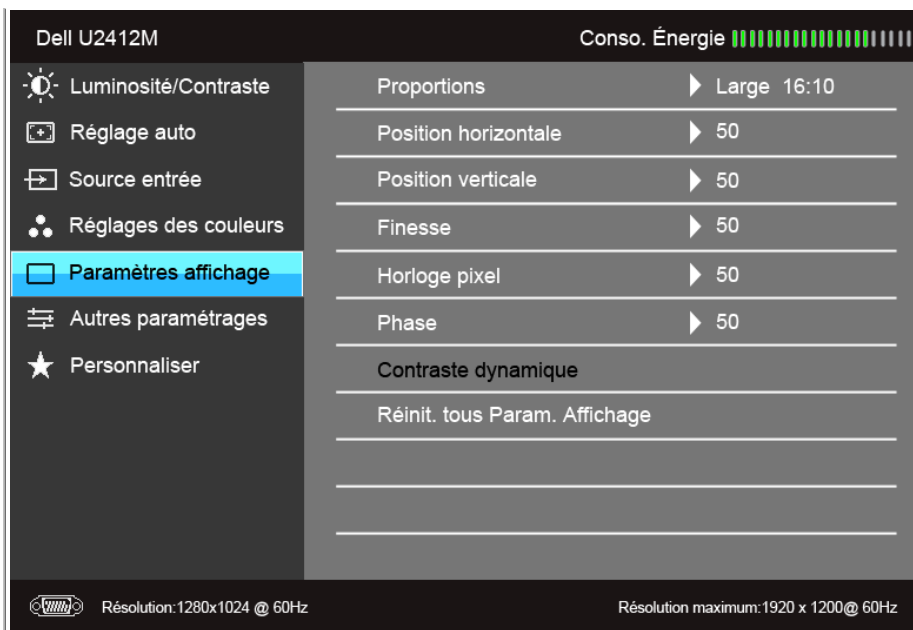 Dell U2412M
Conso. Énergie
Luminosité/Contraste
Réglage auto
Source entrée
Réglages des couleurs
Paramètres affichage
Autres paramétrages
Personnaliser
Proportions Large 16:10
Position horizontale 50
Position verticale 50
Finesse 50
Horloge pixel 50
Phase 50
Contraste dynamique
Réinit. tous Param. Affichage
Résolution:1280x1024 @ 60Hz
Résolution maximum:1920 x 1200@ 60Hz